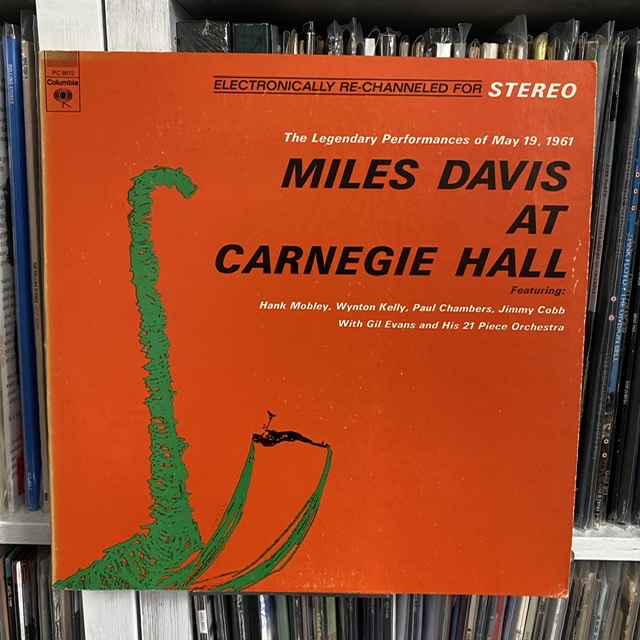 PC 8612
Columbia
ELECTRONICALLY RE-CHANNELED FOR STEREO
The Legendary Performances of May 19, 1961
MILES DAVIS
AT
CARNEGIE HALL
Featuring:
Hank Mobley, Wynton Kelly, Paul Chambers, Jimmy Cobb
With Gil Evans and His 21 Piece Orchestra